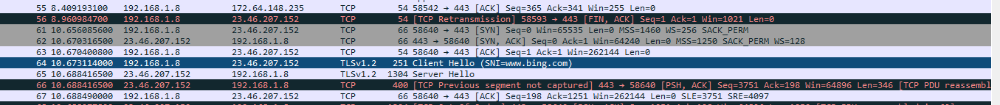 55 8.409193100 192.168.1.8 172.64.148.235 TCP 54 58542 → 443 [ACK] Seq=365 Ack=341 Win=255 Len=0
56 8.960984700 192.168.1.8 23.46.207.152 TCP 54 [TCP Retransmission] 58593 → 443 [FIN, ACK] Seq=1 Ack=1 Win=1021 Len=0
61 10.656085600 192.168.1.8 23.46.207.152 TCP 66 58640 → 443 [SYN] Seq=0 Win=65535 Len=0 MSS=1460 WS=256 SACK_PERM
62 10.670316500 23.46.207.152 192.168.1.8 TCP 66 443 → 58640 [SYN, ACK] Seq=0 Ack=1 Win=64240 Len=0 MSS=1250 SACK_PERM WS=128
63 10.670400800 192.168.1.8 23.46.207.152 TCP 54 58640 → 443 [ACK] Seq=1 Ack=1 Win=262144 Len=0
64 10.673114000 192.168.1.8 23.46.207.152 TLSv1.2 251 Client Hello (SNI=www.bing.com)
65 10.688416500 23.46.207.152 192.168.1.8 TLSv1.2 1304 Server Hello
66 10.688416500 23.46.207.152 192.168.1.8 TCP 400 [TCP Previous segment not captured] 443 → 58640 [PSH, ACK] Seq=3751 Ack=198 Win=64896 Len=346 [TCP PDU reassembl
67 10.688490000 192.168.1.8 23.46.207.152 TCP 66 58640 → 443 [ACK] Seq=198 Ack=1251 Win=262144 Len=0 SLE=3751 SRE=4097